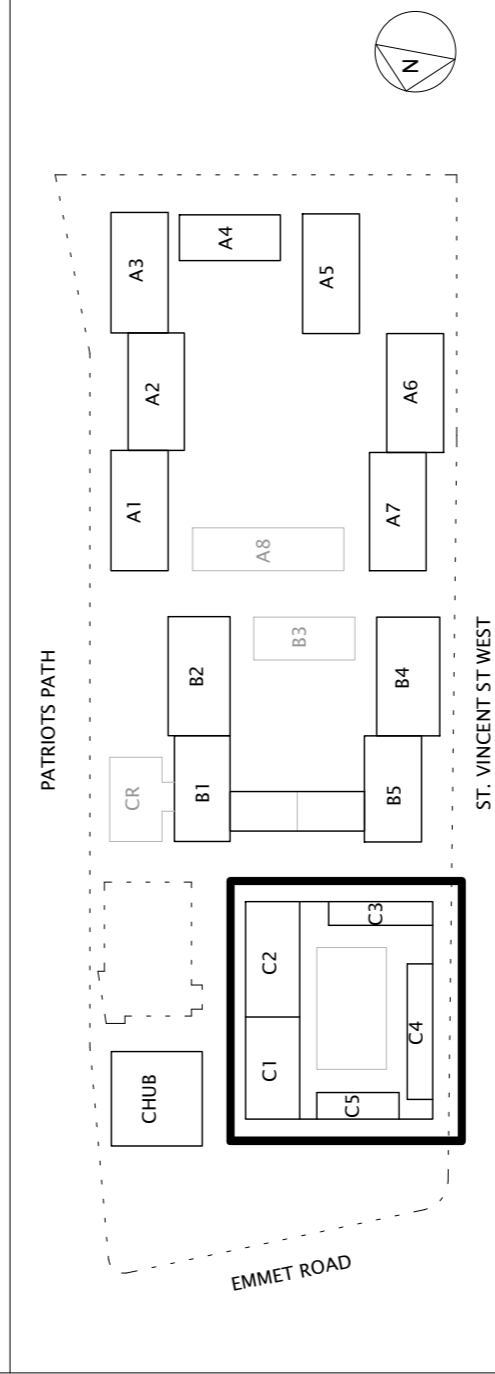 N
PATRIOTS PATH
A3
A4
A5
A2
A6
A1
A8
A7
B2
B3
B4
CR
B1
B5
ST. VINCENT ST WEST
C2
C3
C1
C4
C5
CHUB
EMMET ROAD